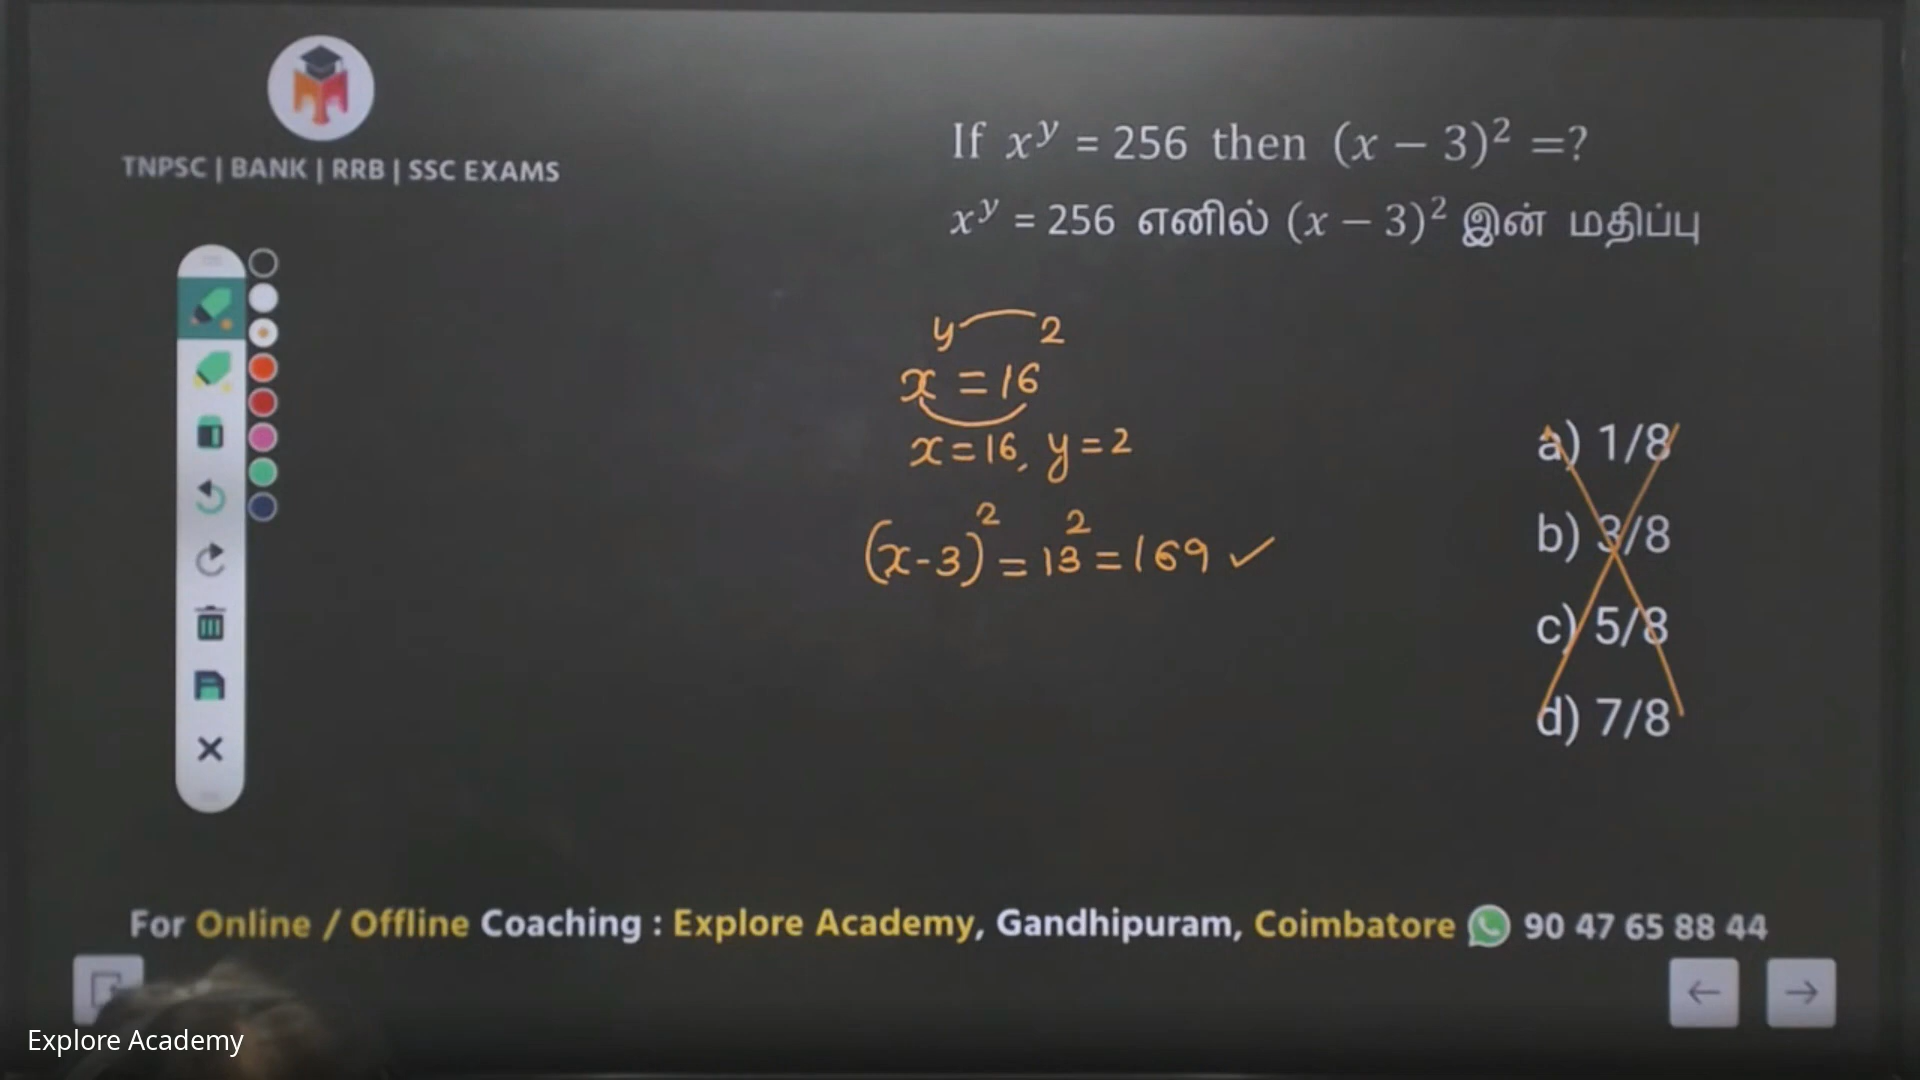 TNPSC | BANK | RRB | SSC EXAMS
If x^y = 256 then (x − 3)² =?
x^y = 256 எனில் (x − 3)² இன் மதிப்பு
y 2
x = 16
x = 16, y = 2
(x-3)² = 13² = 169 ✓
a) 1/8
b) 3/8
c) 5/8
d) 7/8
For Online / Offline Coaching : Explore Academy, Gandhipuram, Coimbatore 90 47 65 88 44
Explore Academy